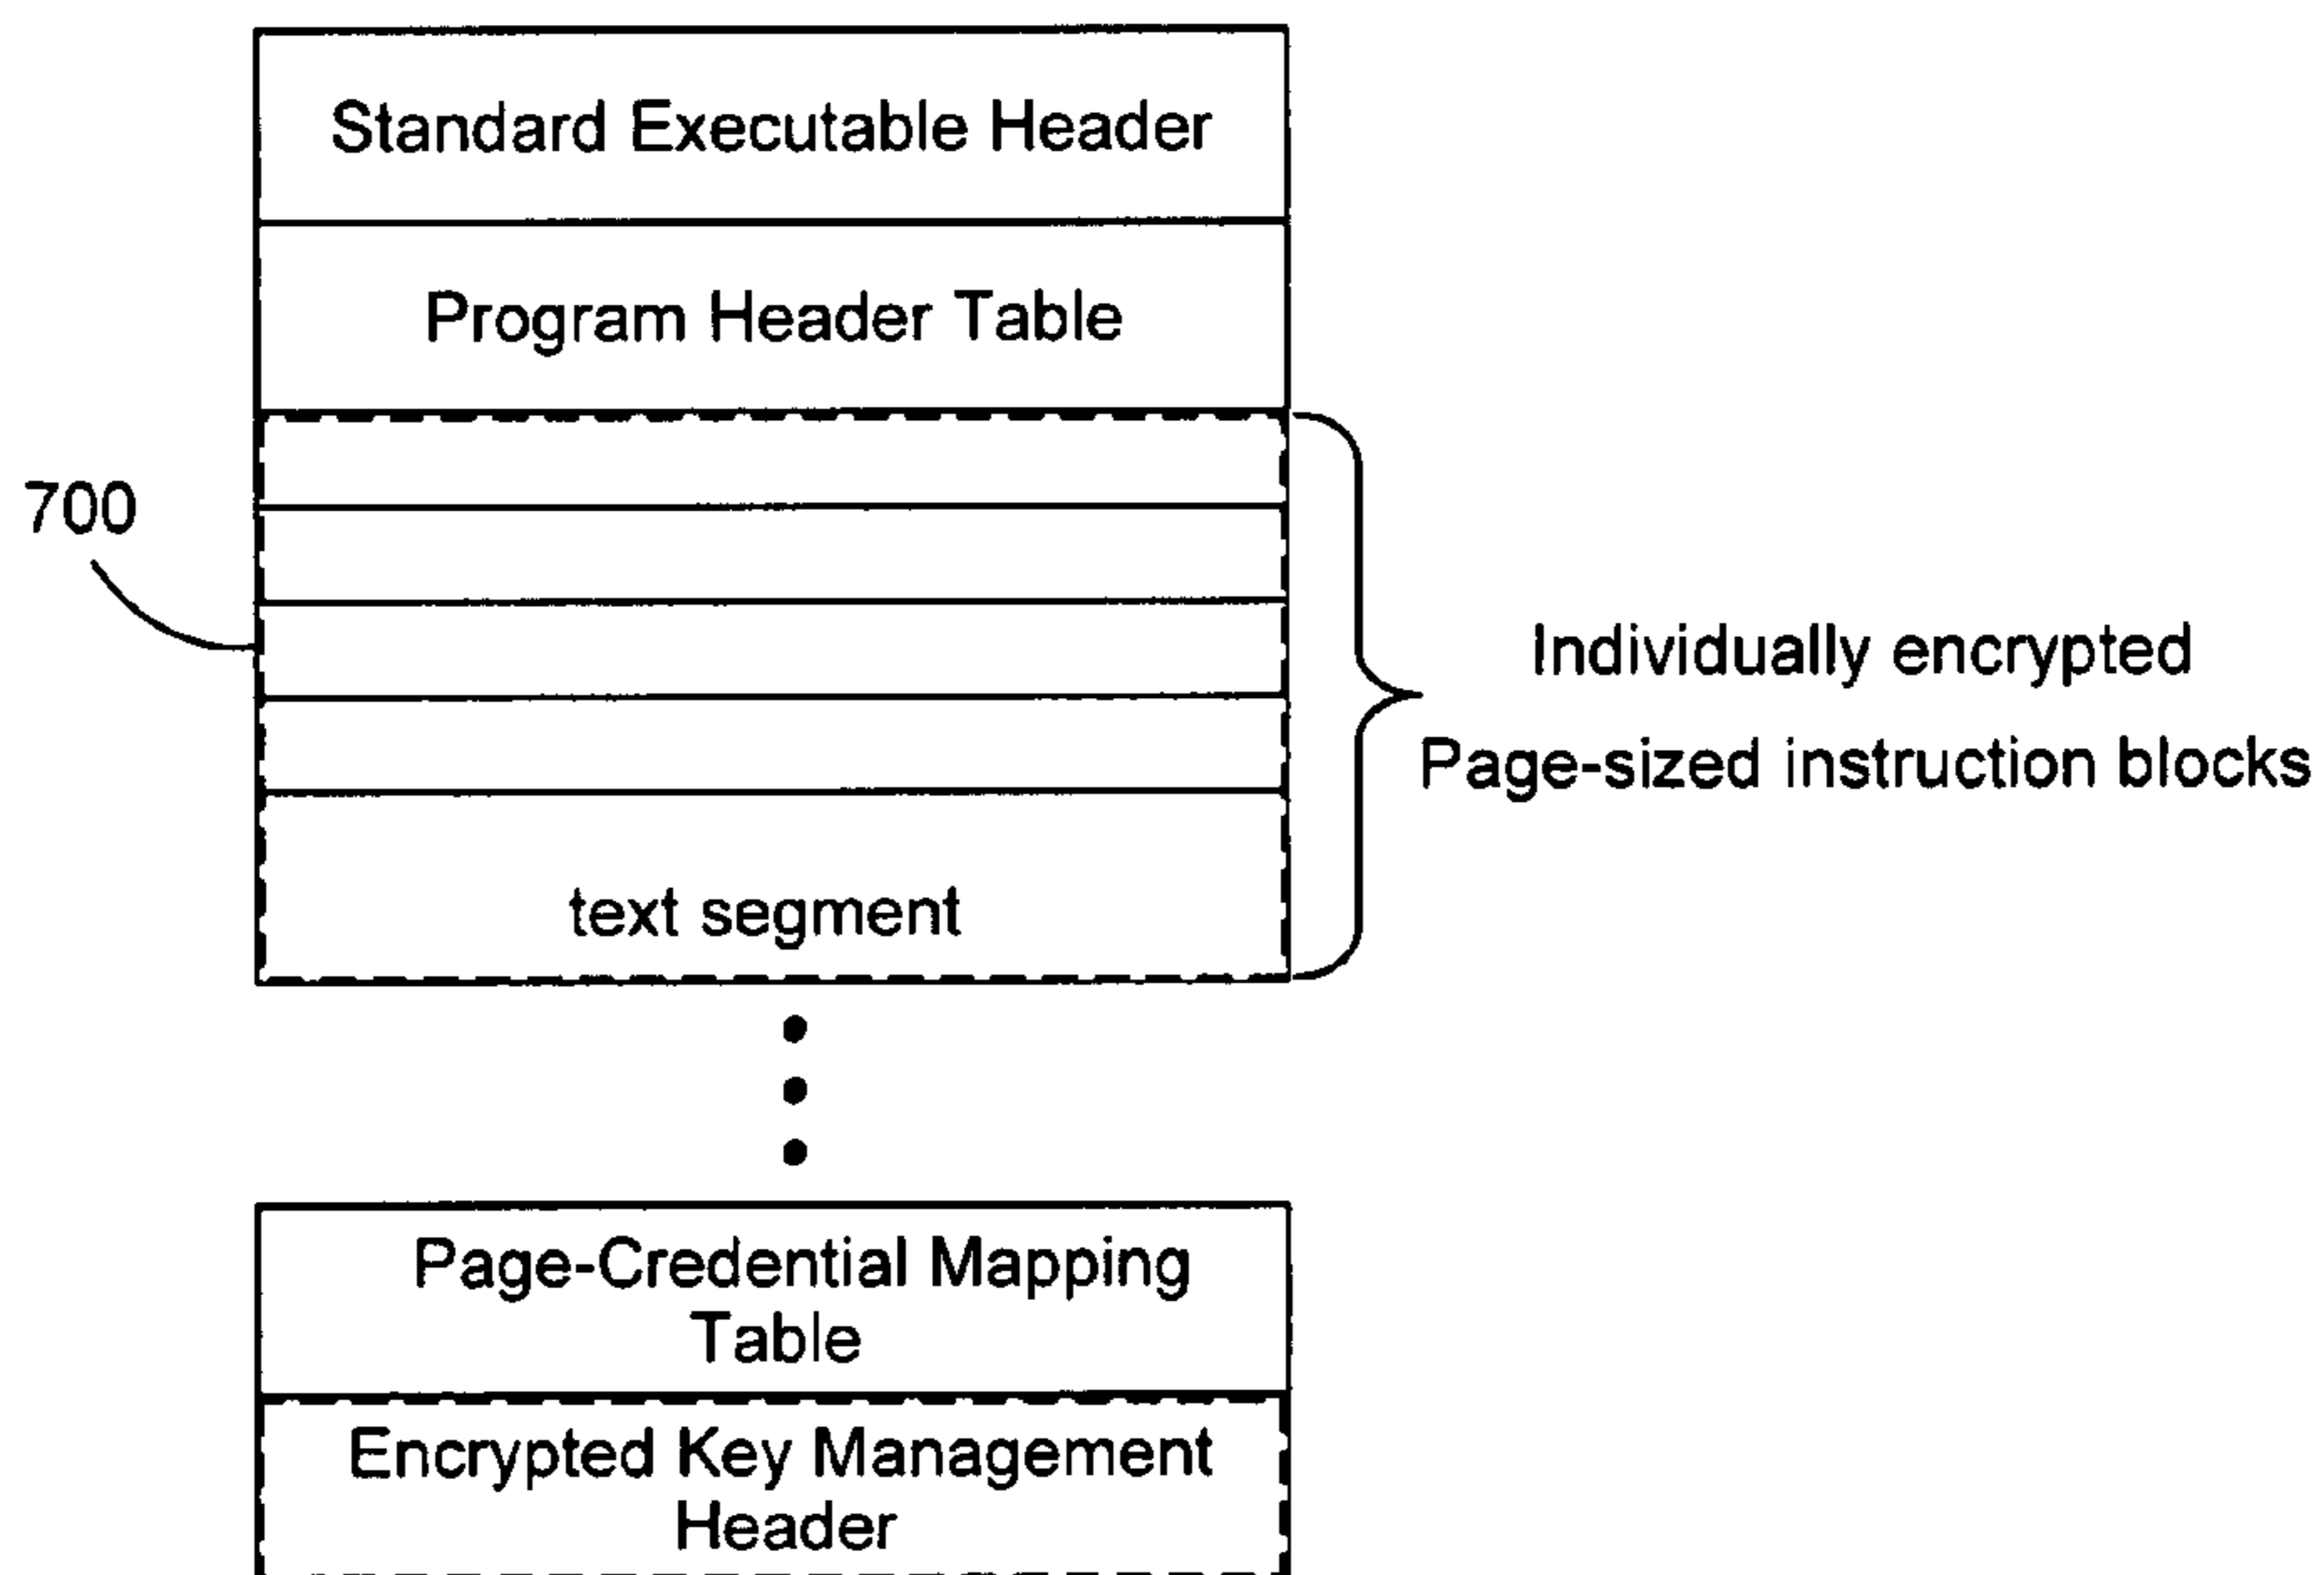 Standard Executable Header
Program Header Table
700
Individually encrypted
Page-sized instruction blocks
text segment
Page-Credential Mapping
Table
Encrypted Key Management
Header